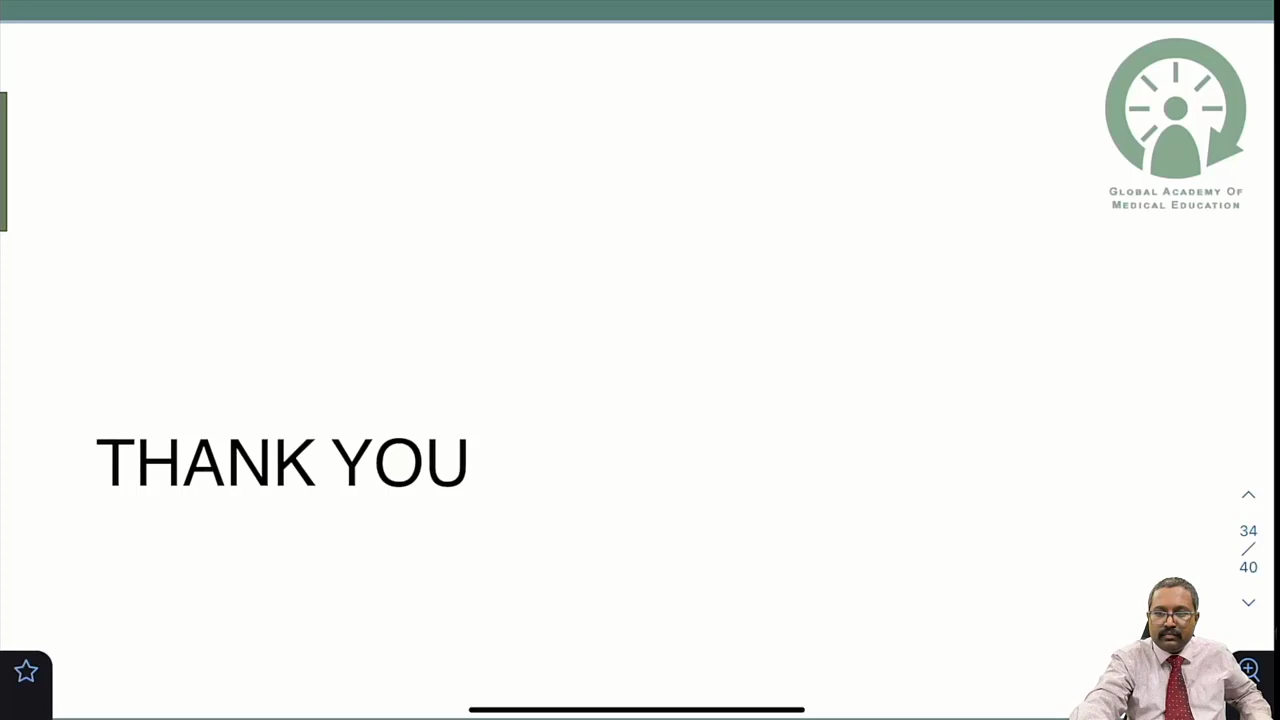 GLOBAL ACADEMY OF
MEDICAL EDUCATION
THANK YOU
34
/
40